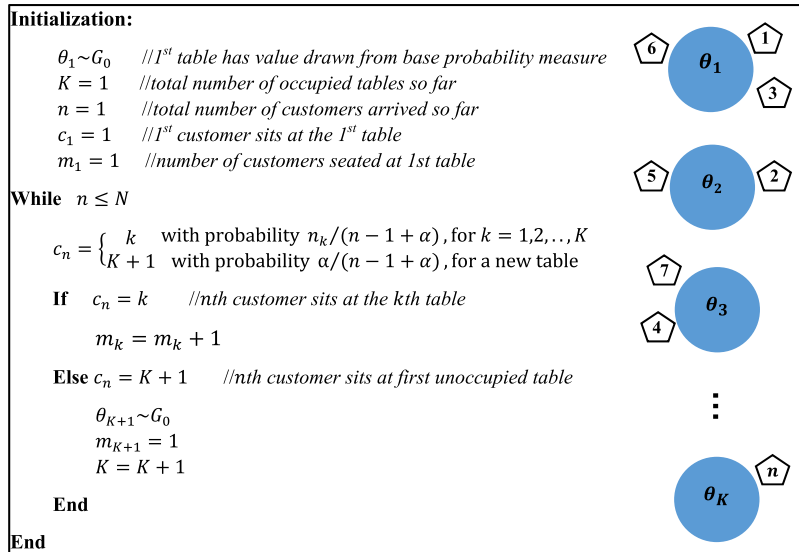 Initialization:
θ₁~G₀ //1ˢᵗ table has value drawn from base probability measure
K = 1 //total number of occupied tables so far
n = 1 //total number of customers arrived so far
c₁ = 1 //1ˢᵗ customer sits at the 1ˢᵗ table
m₁ = 1 //number of customers seated at 1st table
While n ≤ N
cₙ = { k with probability nₖ/(n − 1 + α) , for k = 1,2,..,K
K + 1 with probability α/(n − 1 + α) , for a new table
If cₙ = k //nth customer sits at the kth table
mₖ = mₖ + 1
Else cₙ = K + 1 //nth customer sits at first unoccupied table
θ_{K+1}~G₀
m_{K+1} = 1
K = K + 1
End
End
6 θ₁ 1
3
5 θ₂ 2
7
θ₃
4
⋮
n
θ_K